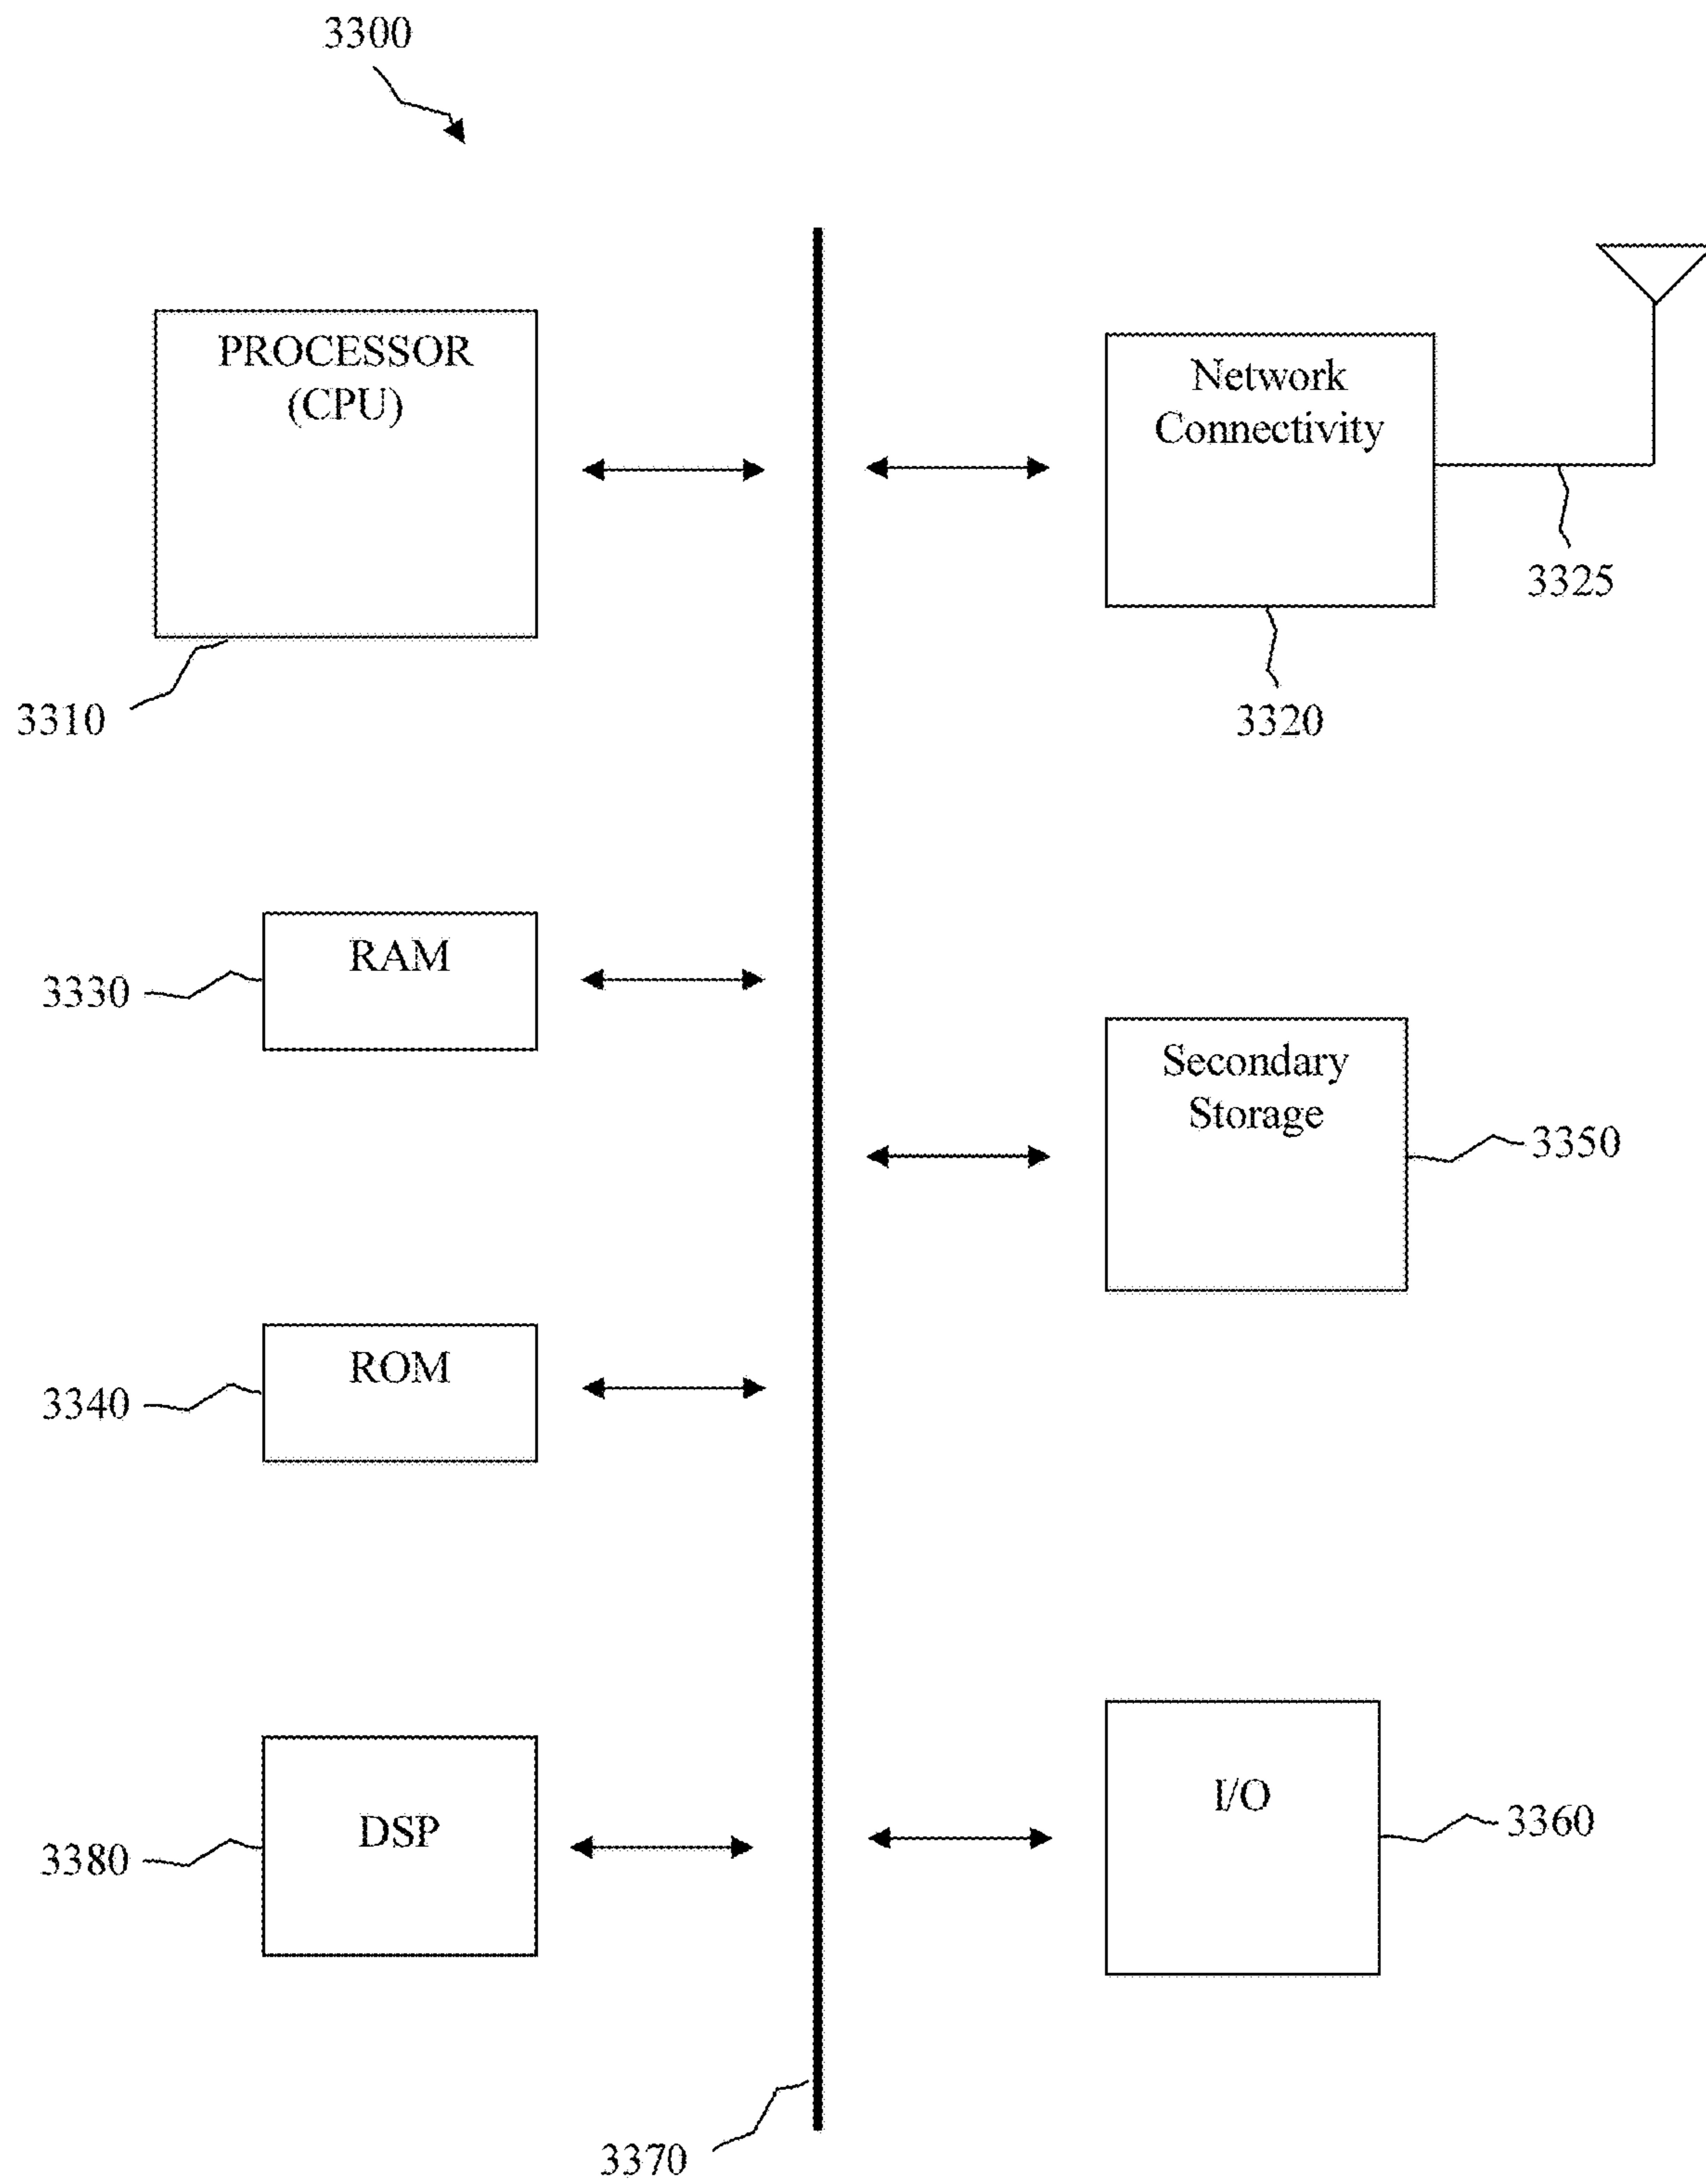 3300
PROCESSOR
(CPU)
3310
Network
Connectivity
3325
3320
RAM
3330
Secondary
Storage
3350
ROM
3340
DSP
3380
I/O
3360
3370